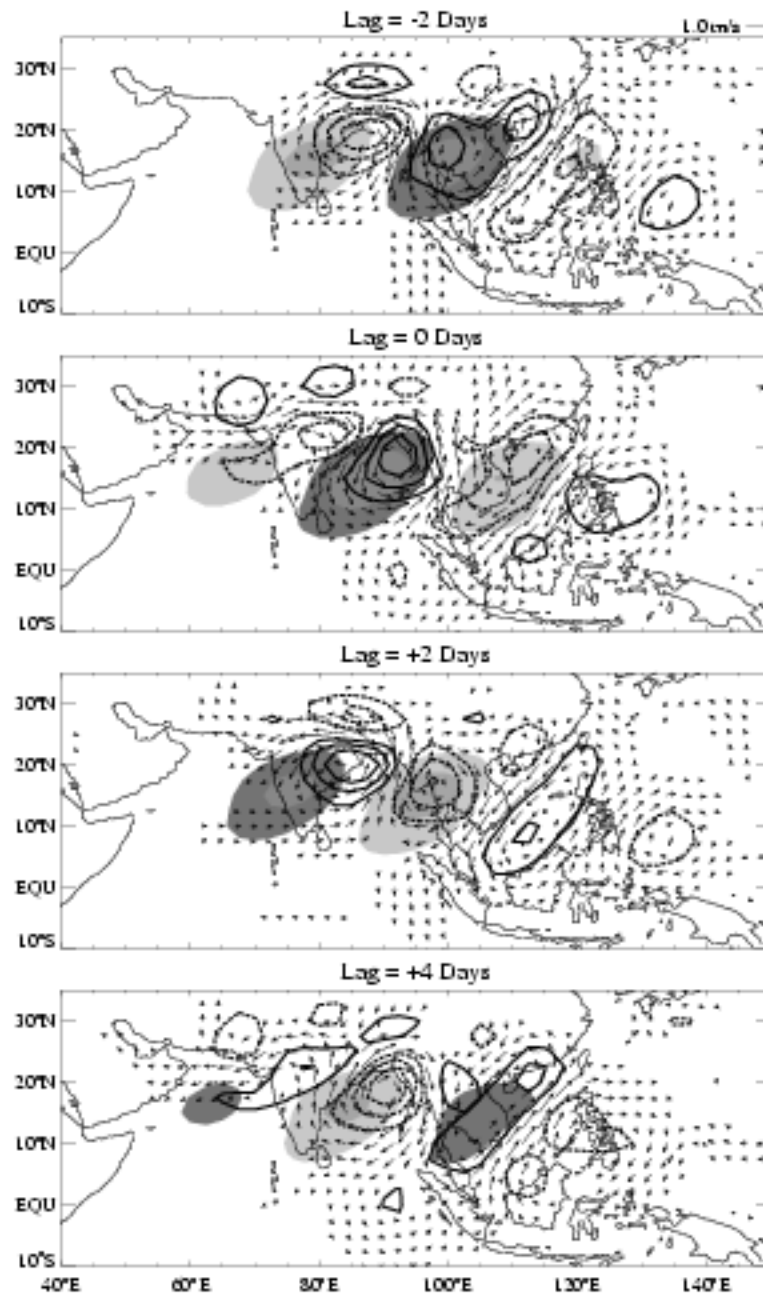 Lag = -2 Days
1.0m/s
30°N
20°N
10°N
EQU
10°S
Lag = 0 Days
30°N
20°N
10°N
EQU
10°S
Lag = +2 Days
30°N
20°N
10°N
EQU
10°S
Lag = +4 Days
30°N
20°N
10°N
EQU
10°S
40°E 60°E 80°E 100°E 120°E 140°E